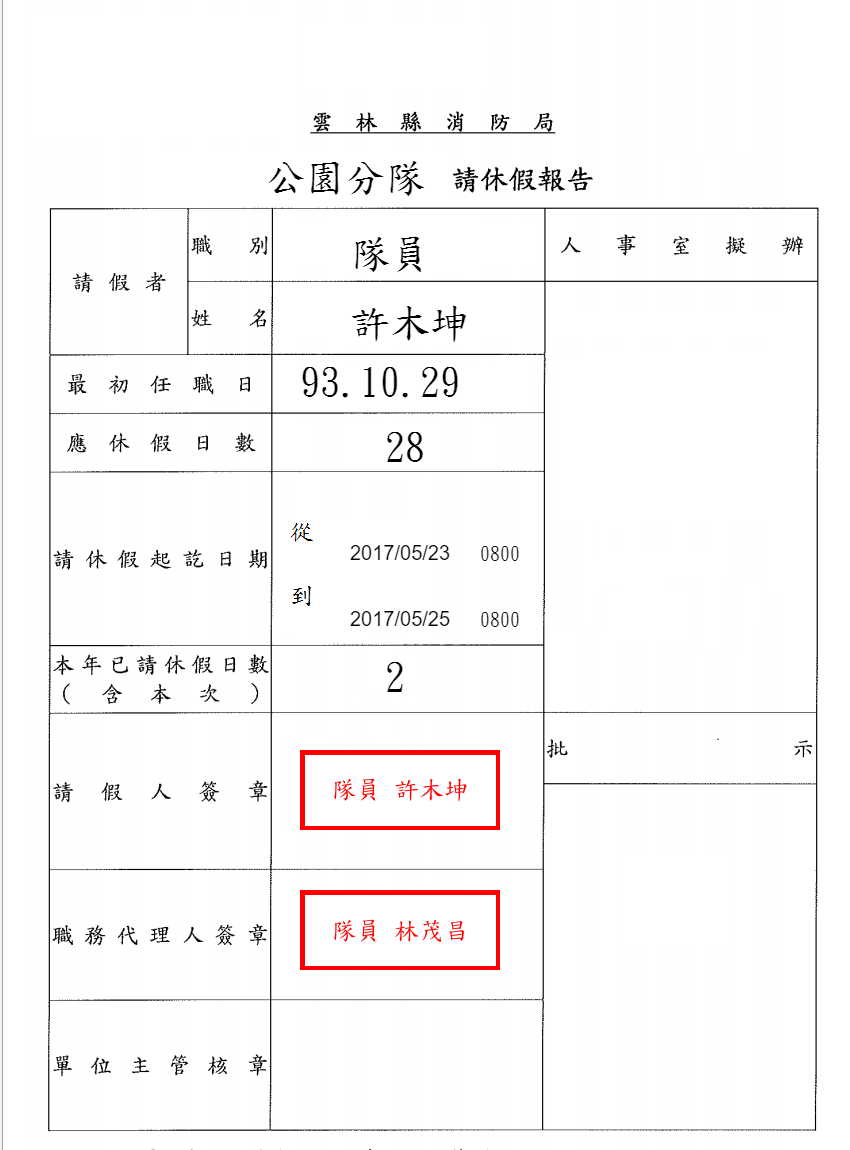 雲林縣消防局
公園分隊 請休假報告
請假者
職別
隊員
人事室擬辦
姓名
許木坤
最初任職日
93.10.29
應休假日數
28
請休假起訖日期
從
2017/05/23 0800
到
2017/05/25 0800
本年已請休假日數
(含本次)
2
批示
請假人簽章
隊員 許木坤
職務代理人簽章
隊員 林茂昌
單位主管核章